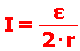 I = ε / 2·r